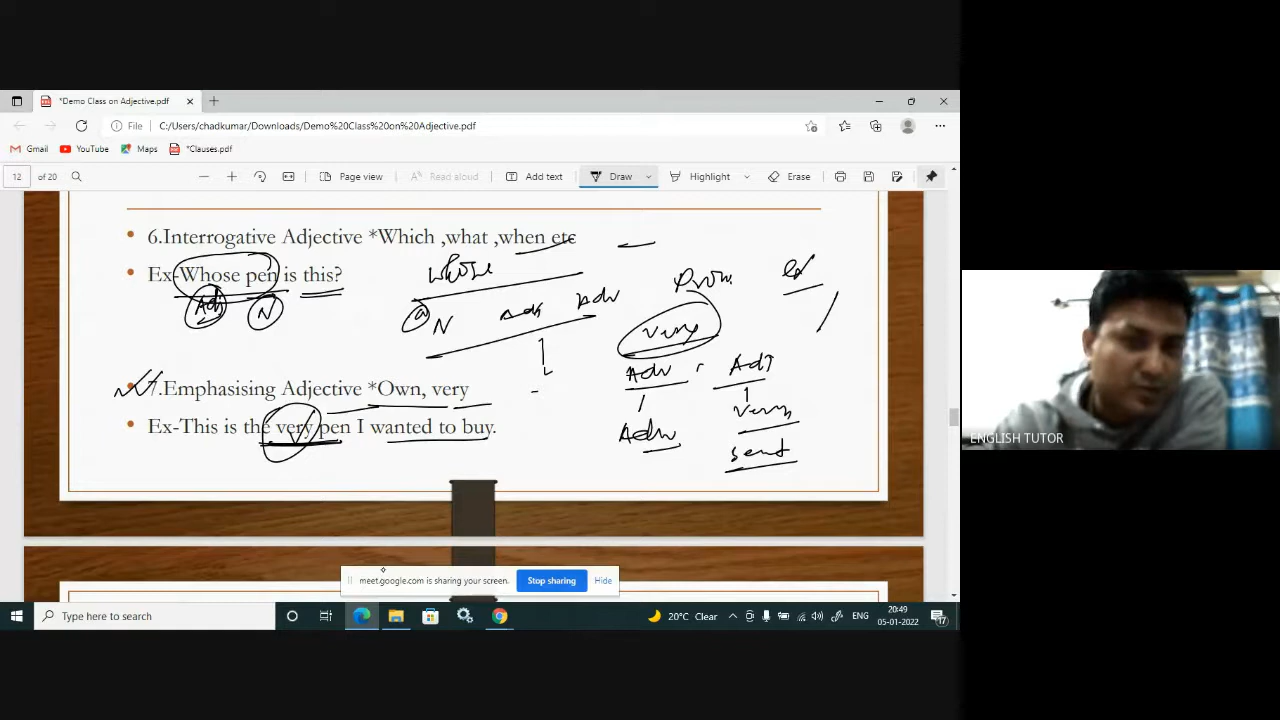 *Demo Class on Adjective.pdf
File C:/Users/chadkumar/Downloads/Demo%20Class%20on%20Adjective.pdf
Gmail YouTube Maps *Clauses.pdf
12 of 20 Page view Read aloud Add text Draw Highlight Erase
• 6.Interrogative Adjective *Which ,what ,when etc
• Ex-Whose pen is this?
whose
Adj N
@ N Adj Adv
Pron.
very
Adv Adj
Adv very
sent
• 7.Emphasising Adjective *Own, very
• Ex-This is the very pen I wanted to buy.
ENGLISH TUTOR
meet.google.com is sharing your screen. Stop sharing Hide
Type here to search
20°C Clear ENG
20:49
05-01-2022
17